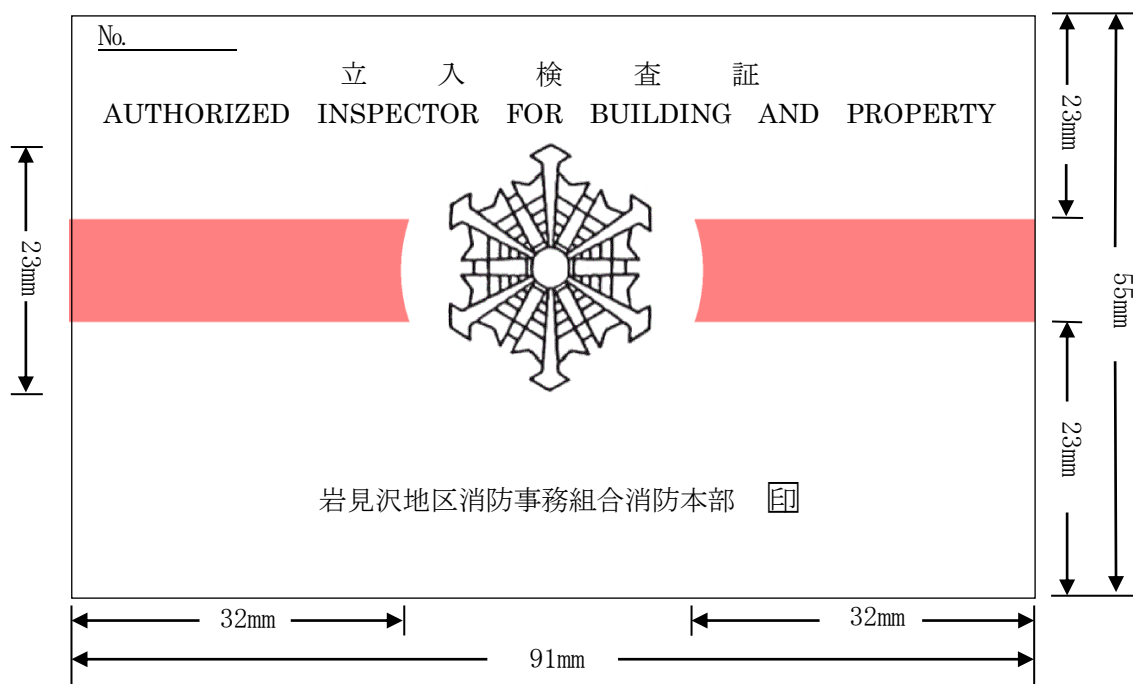 №
立入検査証
AUTHORIZED INSPECTOR FOR BUILDING AND PROPERTY
23mm
23mm
55mm
23mm
岩見沢地区消防事務組合消防本部 印
32mm
32mm
91mm